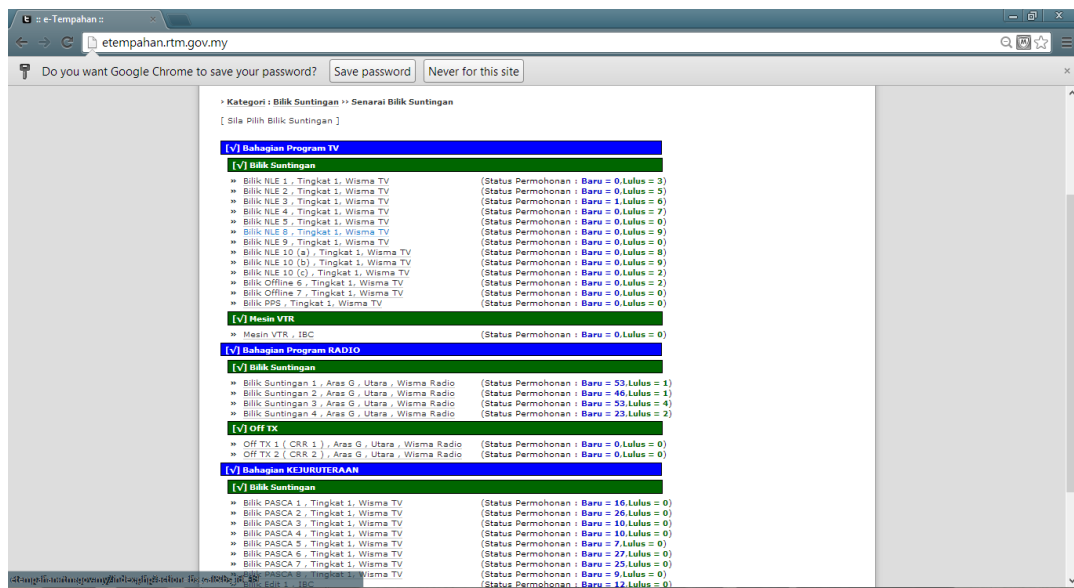 :: e-Tempahan ::
etempahan.rtm.gov.my
Do you want Google Chrome to save your password? Save password Never for this site
› Kategori : Bilik Suntingan ›› Senarai Bilik Suntingan
[ Sila Pilih Bilik Suntingan ]
[√] Bahagian Program TV
[√] Bilik Suntingan
» Bilik NLE 1 , Tingkat 1, Wisma TV (Status Permohonan : Baru = 0,Lulus = 3)
» Bilik NLE 2 , Tingkat 1, Wisma TV (Status Permohonan : Baru = 0,Lulus = 5)
» Bilik NLE 3 , Tingkat 1, Wisma TV (Status Permohonan : Baru = 1,Lulus = 6)
» Bilik NLE 4 , Tingkat 1, Wisma TV (Status Permohonan : Baru = 0,Lulus = 7)
» Bilik NLE 5 , Tingkat 1, Wisma TV (Status Permohonan : Baru = 0,Lulus = 0)
» Bilik NLE 8 , Tingkat 1, Wisma TV (Status Permohonan : Baru = 0,Lulus = 9)
» Bilik NLE 9 , Tingkat 1, Wisma TV (Status Permohonan : Baru = 0,Lulus = 0)
» Bilik NLE 10 (a) , Tingkat 1, Wisma TV (Status Permohonan : Baru = 0,Lulus = 8)
» Bilik NLE 10 (b) , Tingkat 1, Wisma TV (Status Permohonan : Baru = 0,Lulus = 9)
» Bilik NLE 10 (c) , Tingkat 1, Wisma TV (Status Permohonan : Baru = 0,Lulus = 2)
» Bilik Offline 6 , Tingkat 1, Wisma TV (Status Permohonan : Baru = 0,Lulus = 2)
» Bilik Offline 7 , Tingkat 1, Wisma TV (Status Permohonan : Baru = 0,Lulus = 0)
» Bilik PPS , Tingkat 1, Wisma TV (Status Permohonan : Baru = 0,Lulus = 0)
[√] Mesin VTR
» Mesin VTR , IBC (Status Permohonan : Baru = 0,Lulus = 0)
[√] Bahagian Program RADIO
[√] Bilik Suntingan
» Bilik Suntingan 1 , Aras G , Utara , Wisma Radio (Status Permohonan : Baru = 53,Lulus = 1)
» Bilik Suntingan 2 , Aras G , Utara , Wisma Radio (Status Permohonan : Baru = 46,Lulus = 1)
» Bilik Suntingan 3 , Aras G , Utara , Wisma Radio (Status Permohonan : Baru = 53,Lulus = 4)
» Bilik Suntingan 4 , Aras G , Utara , Wisma Radio (Status Permohonan : Baru = 23,Lulus = 2)
[√] Off TX
» Off TX 1 ( CRR 1 ) , Aras G , Utara , Wisma Radio (Status Permohonan : Baru = 0,Lulus = 0)
» Off TX 2 ( CRR 2 ) , Aras G , Utara , Wisma Radio (Status Permohonan : Baru = 0,Lulus = 0)
[√] Bahagian KEJURUTERAAN
[√] Bilik Suntingan
» Bilik PASCA 1 , Tingkat 1, Wisma TV (Status Permohonan : Baru = 16,Lulus = 0)
» Bilik PASCA 2 , Tingkat 1, Wisma TV (Status Permohonan : Baru = 26,Lulus = 0)
» Bilik PASCA 3 , Tingkat 1, Wisma TV (Status Permohonan : Baru = 10,Lulus = 0)
» Bilik PASCA 4 , Tingkat 1, Wisma TV (Status Permohonan : Baru = 10,Lulus = 0)
» Bilik PASCA 5 , Tingkat 1, Wisma TV (Status Permohonan : Baru = 7,Lulus = 0)
» Bilik PASCA 6 , Tingkat 1, Wisma TV (Status Permohonan : Baru = 27,Lulus = 0)
» Bilik PASCA 7 , Tingkat 1, Wisma TV (Status Permohonan : Baru = 25,Lulus = 0)
» Bilik PASCA 8 , Tingkat 1, Wisma TV (Status Permohonan : Baru = 9,Lulus = 0)
Bilik Edit 1 , IBC (Status Permohonan : Baru = 12,Lulus = 0)